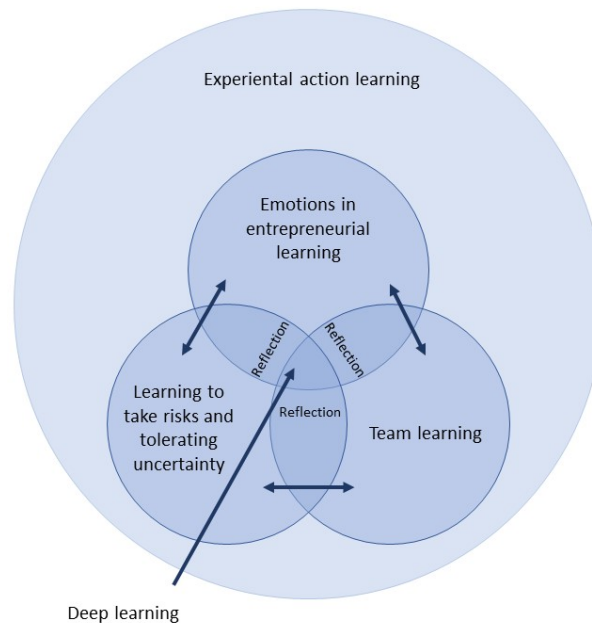 Experiental action learning
Emotions in
entrepreneurial
learning
Reflection
Reflection
Learning to
take risks and
tolerating
uncertainty
Reflection
Team learning
Deep learning